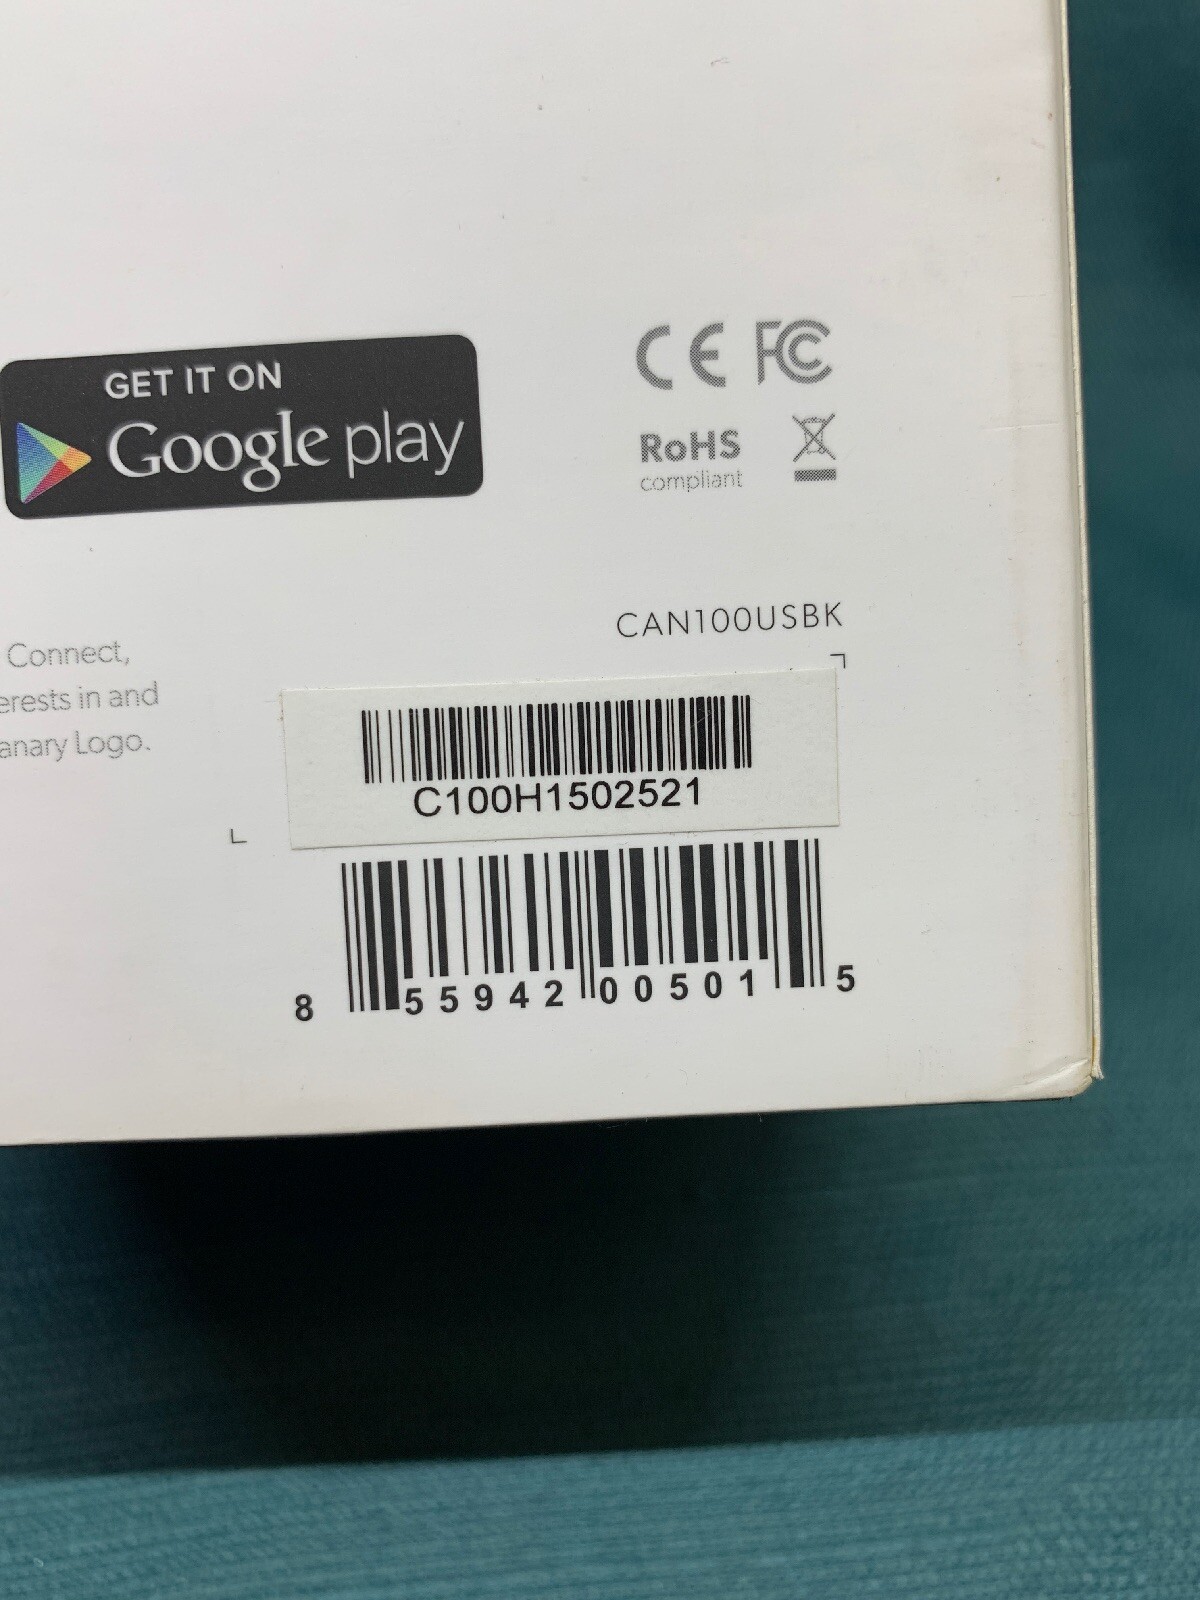 GET IT ON
Google play
CE FC
RoHS
compliant
CAN100USBK
Connect,
erests in and
anary Logo.
C100H1502521
8 55942 00501 5